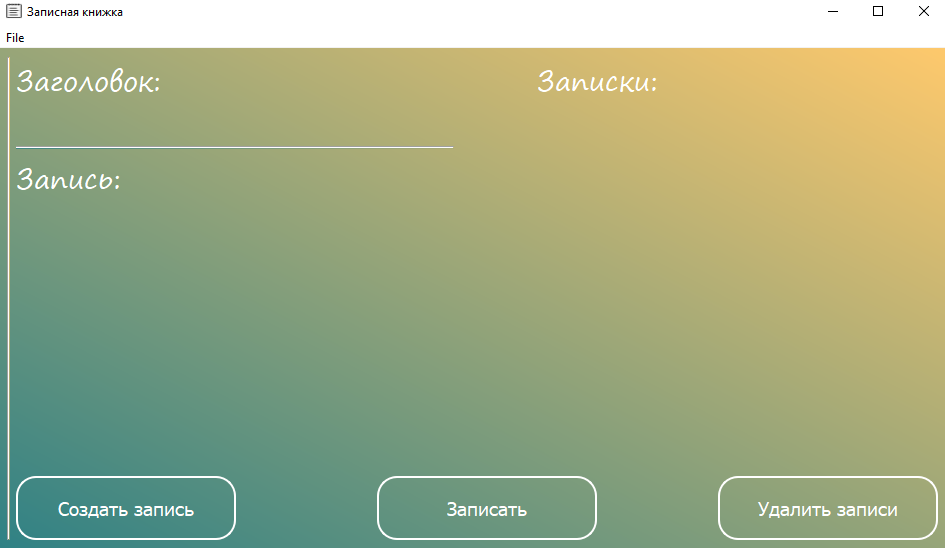 Записная книжка
File
Заголовок:
Записки:
Запись:
Создать запись
Записать
Удалить записи